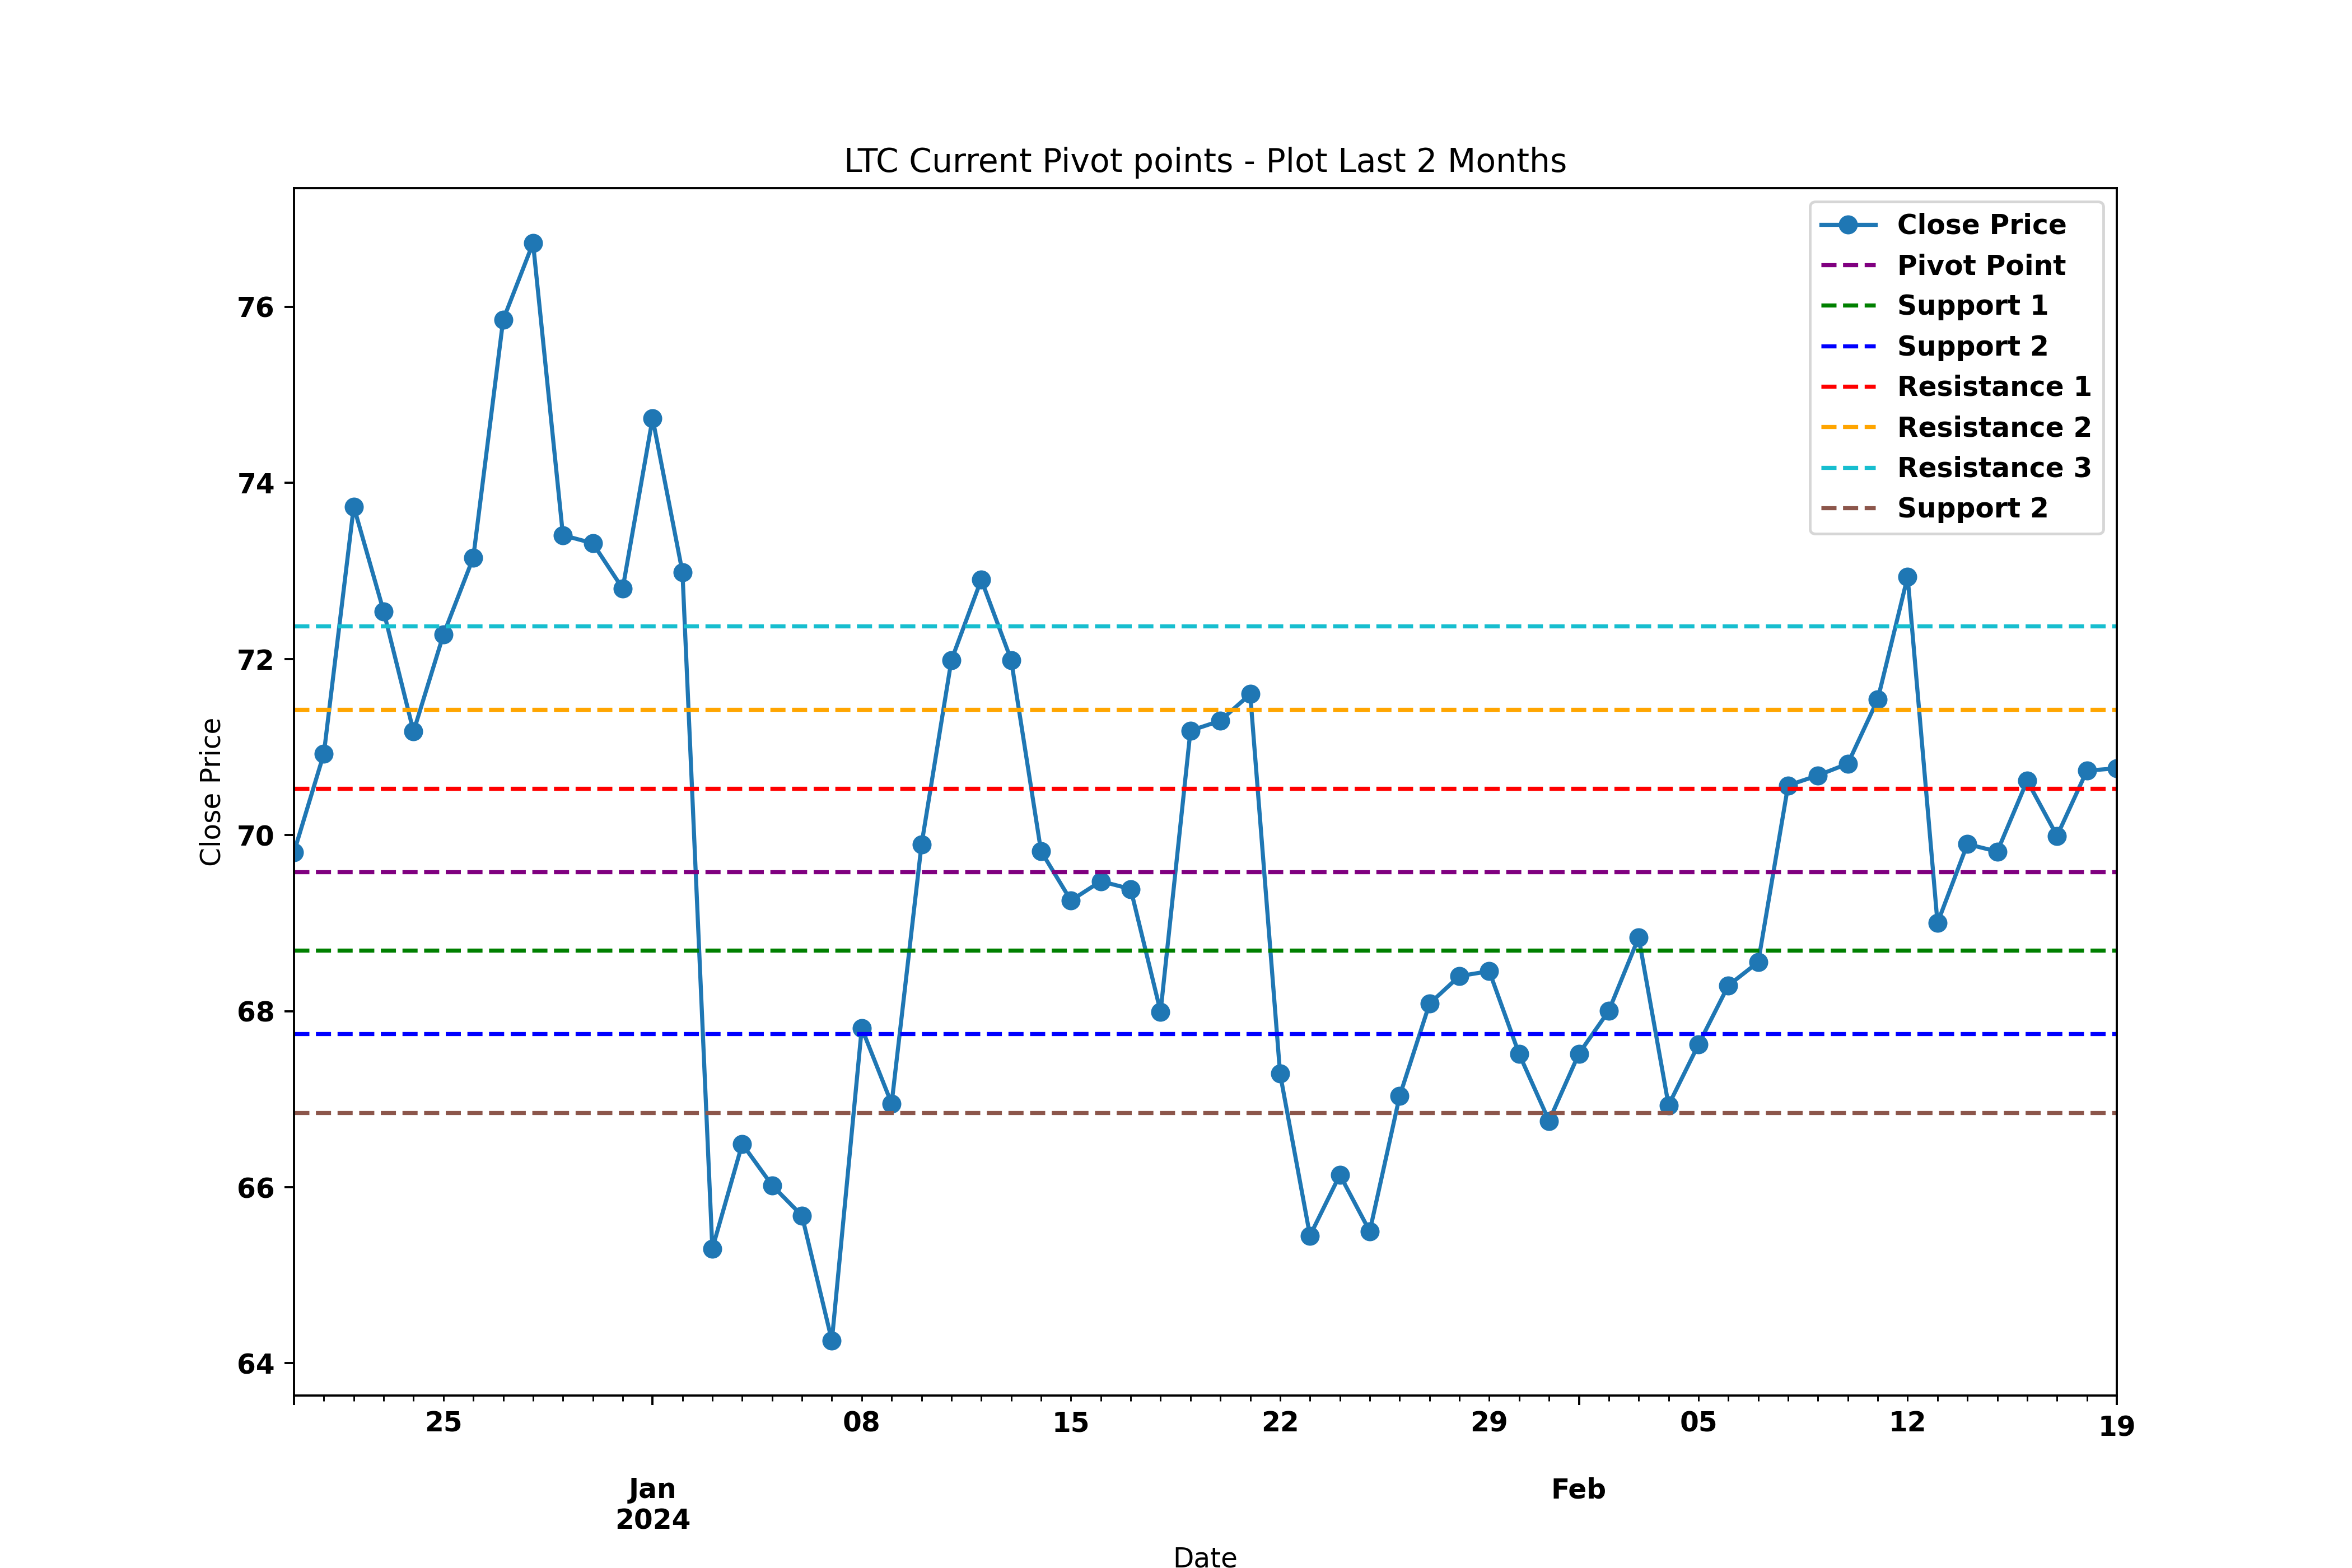 LTC Current Pivot points - Plot Last 2 Months
Close Price
Pivot Point
Support 1
Support 2
Resistance 1
Resistance 2
Resistance 3
Support 2
76
74
72
70
68
66
64
Close Price
25
08
15
22
29
05
12
19
Jan
2024
Feb
Date